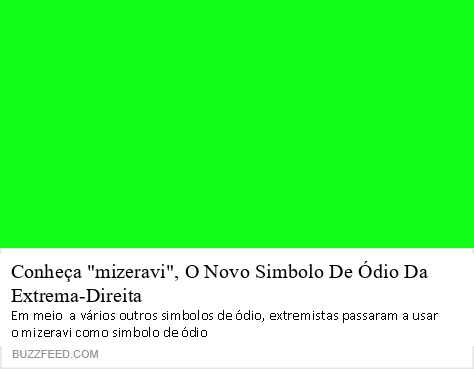 Conheça "mizeravi", O Novo Simbolo De Ódio Da
Extrema-Direita
Em meio a vários outros simbolos de ódio, extremistas passaram a usar
o mizeravi como simbolo de ódio
BUZZFEED.COM